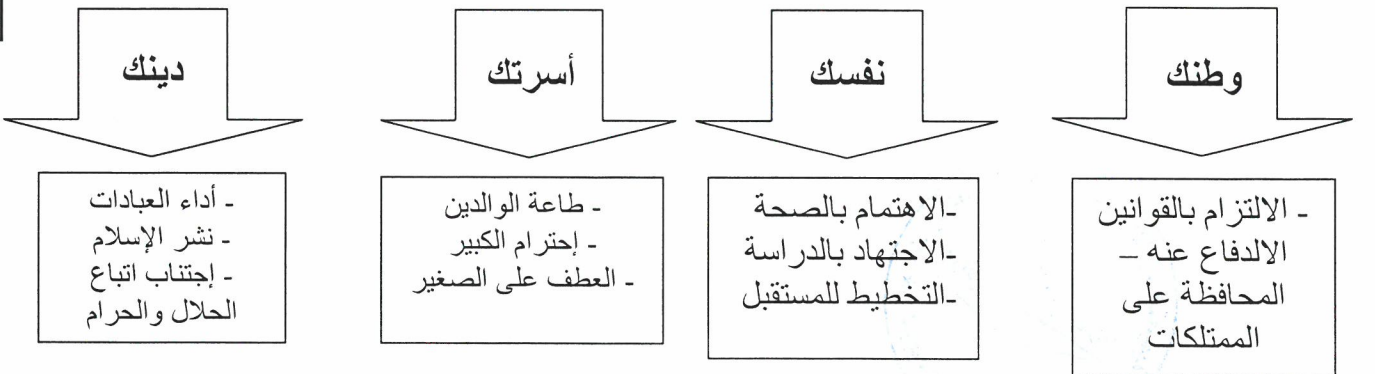 وطنك
- الالتزام بالقوانين
الالدفاع عنه –
المحافظة على
الممتلكات
نفسك
-الاهتمام بالصحة
-الاجتهاد بالدراسة
-التخطيط للمستقبل
أسرتك
- طاعة الوالدين
- إحترام الكبير
- العطف على الصغير
دينك
- أداء العبادات
- نشر الإسلام
- إجتناب اتباع
الحلال والحرام